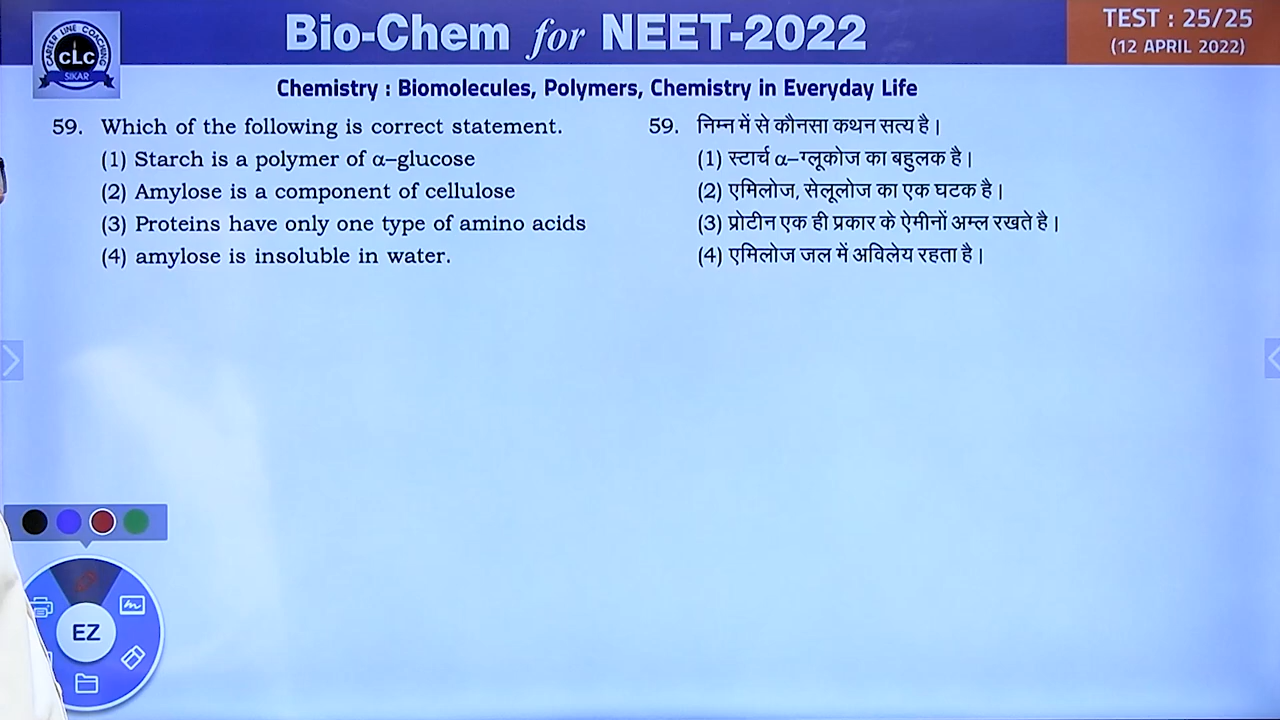 CAREER LINE COACHING
CLC
SIKAR
Bio-Chem for NEET-2022
TEST : 25/25
(12 APRIL 2022)
Chemistry : Biomolecules, Polymers, Chemistry in Everyday Life
59. Which of the following is correct statement.
(1) Starch is a polymer of α–glucose
(2) Amylose is a component of cellulose
(3) Proteins have only one type of amino acids
(4) amylose is insoluble in water.
59. निम्न में से कौनसा कथन सत्य है।
(1) स्टार्च α–ग्लूकोज का बहुलक है।
(2) एमिलोज, सेलूलोज का एक घटक है।
(3) प्रोटीन एक ही प्रकार के ऐमीनों अम्ल रखते है।
(4) एमिलोज जल में अविलेय रहता है।
EZ